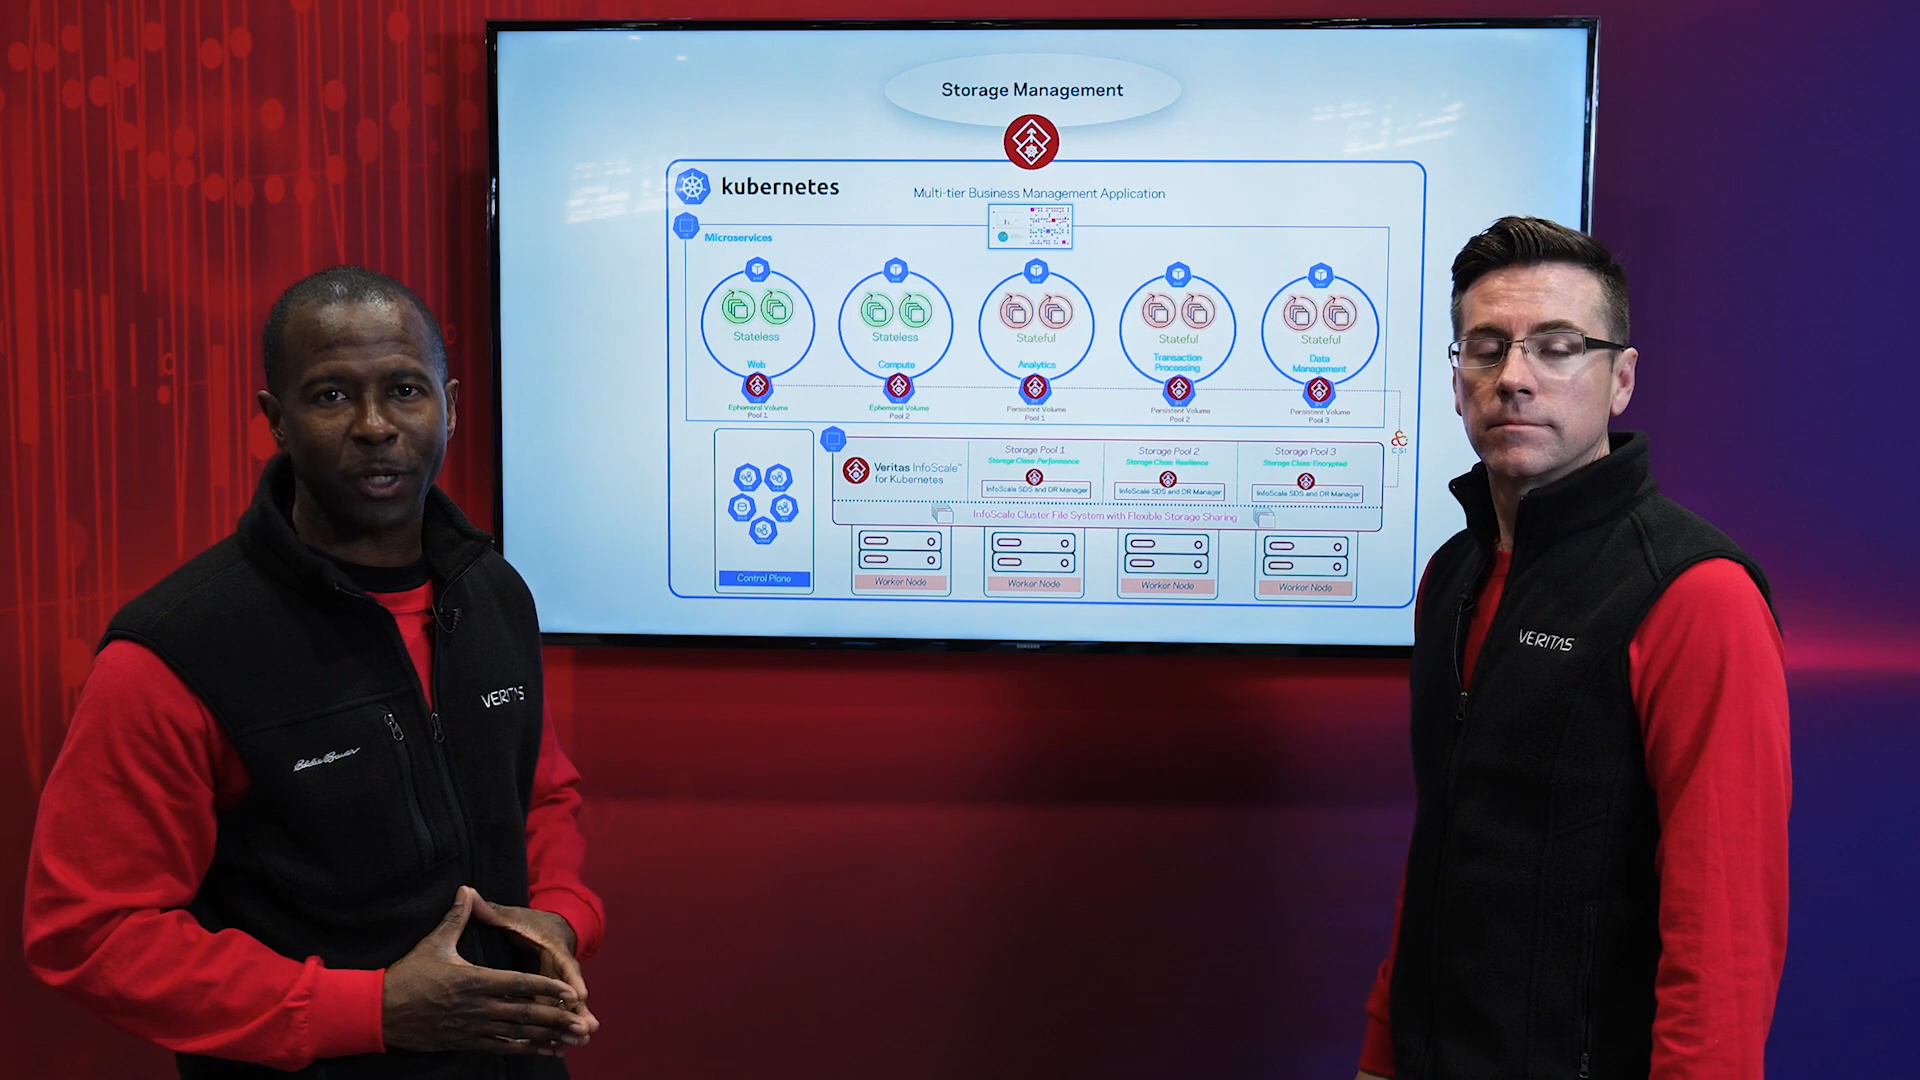 Storage Management
kubernetes
Multi-tier Business Management Application
Microservices
Stateless
Stateless
Stateful
Stateful
Stateful
Web
Compute
Analytics
Transaction
Processing
Data
Management
Ephemeral Volume
Pool 1
Ephemeral Volume
Pool 2
Persistent Volume
Pool 1
Persistent Volume
Pool 2
Persistent Volume
Pool 3
CSI
Veritas InfoScale™
for Kubernetes
Storage Pool 1
Storage Class: Performance
InfoScale SDS and DR Manager
Storage Pool 2
Storage Class: Resilience
InfoScale SDS and DR Manager
Storage Pool 3
Storage Class: Encrypted
InfoScale SDS and DR Manager
InfoScale Cluster File System with Flexible Storage Sharing
Control Plane
Worker Node
Worker Node
Worker Node
Worker Node
SAMSUNG
VERITAS
Eddie Bauer
VERITAS